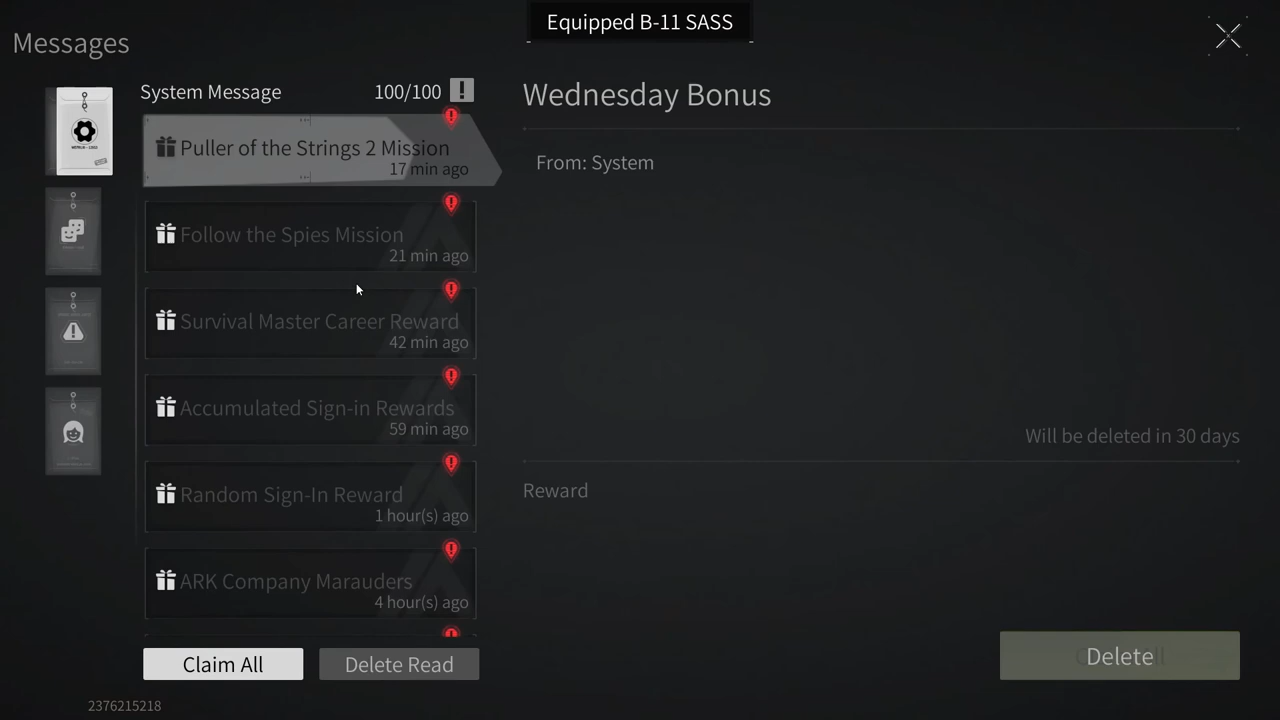 Equipped B-11 SASS
Messages
System Message
100/100
Wednesday Bonus
Puller of the Strings 2 Mission
17 min ago
From: System
Follow the Spies Mission
21 min ago
Survival Master Career Reward
42 min ago
Accumulated Sign-in Rewards
59 min ago
Will be deleted in 30 days
Random Sign-In Reward
1 hour(s) ago
Reward
ARK Company Marauders
4 hour(s) ago
Claim All
Delete Read
Delete
2376215218